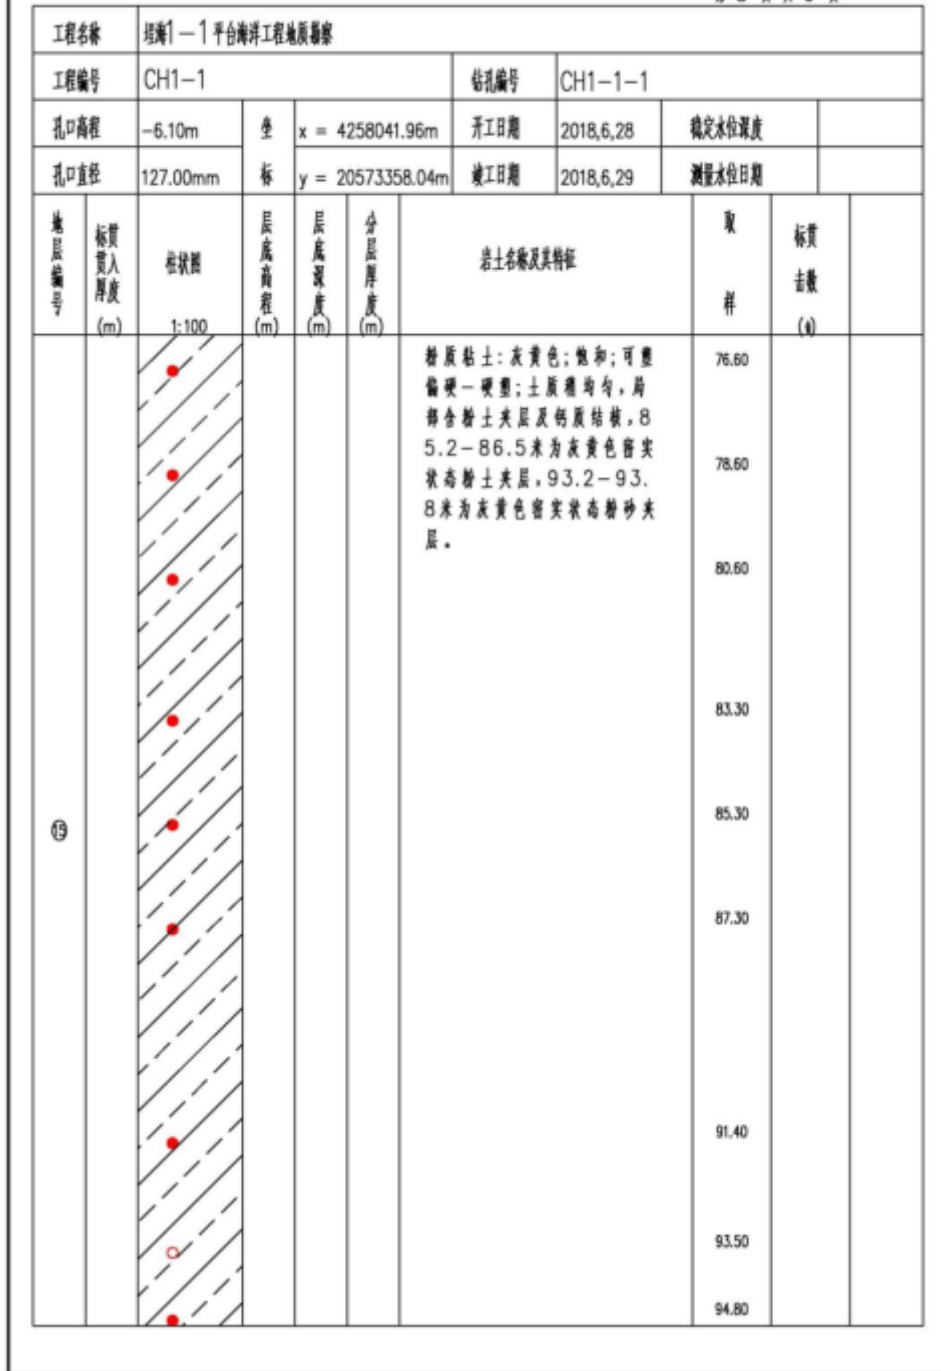 工程名称 埕海1-1平台海洋工程地质勘察
工程编号 CH1-1 钻孔编号 CH1-1-1
孔口高程 -6.10m 坐 x = 4258041.96m 开工日期 2018,6,28 稳定水位深度
孔口直径 127.00mm 标 y = 20573358.04m 竣工日期 2018,6,29 测量水位日期
地层编号
标贯贯入厚度(m)
柱状图
1:100
层底高程(m)
层底深度(m)
分层厚度(m)
岩土名称及其特征
取样
标贯击数
粉质粘土:灰黄色;饱和;可塑
偏硬-硬塑;土质稍均匀,局
部含粉土夹层及钙质结核,8
5.2-86.5米为灰黄色密实
状态粉土夹层,93.2-93.
8米为灰黄色密实状态粉砂夹
层。
76.60
78.60
80.60
83.30
85.30
⑮
87.30
91.40
93.50
94.80